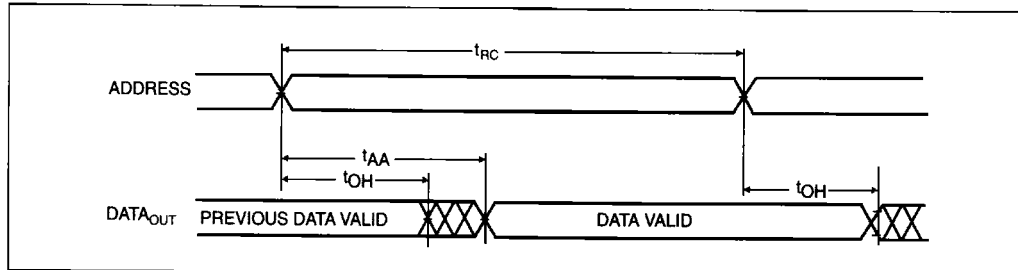 tRC
ADDRESS
tAA
tOH
tOH
DATAOUT
PREVIOUS DATA VALID
DATA VALID